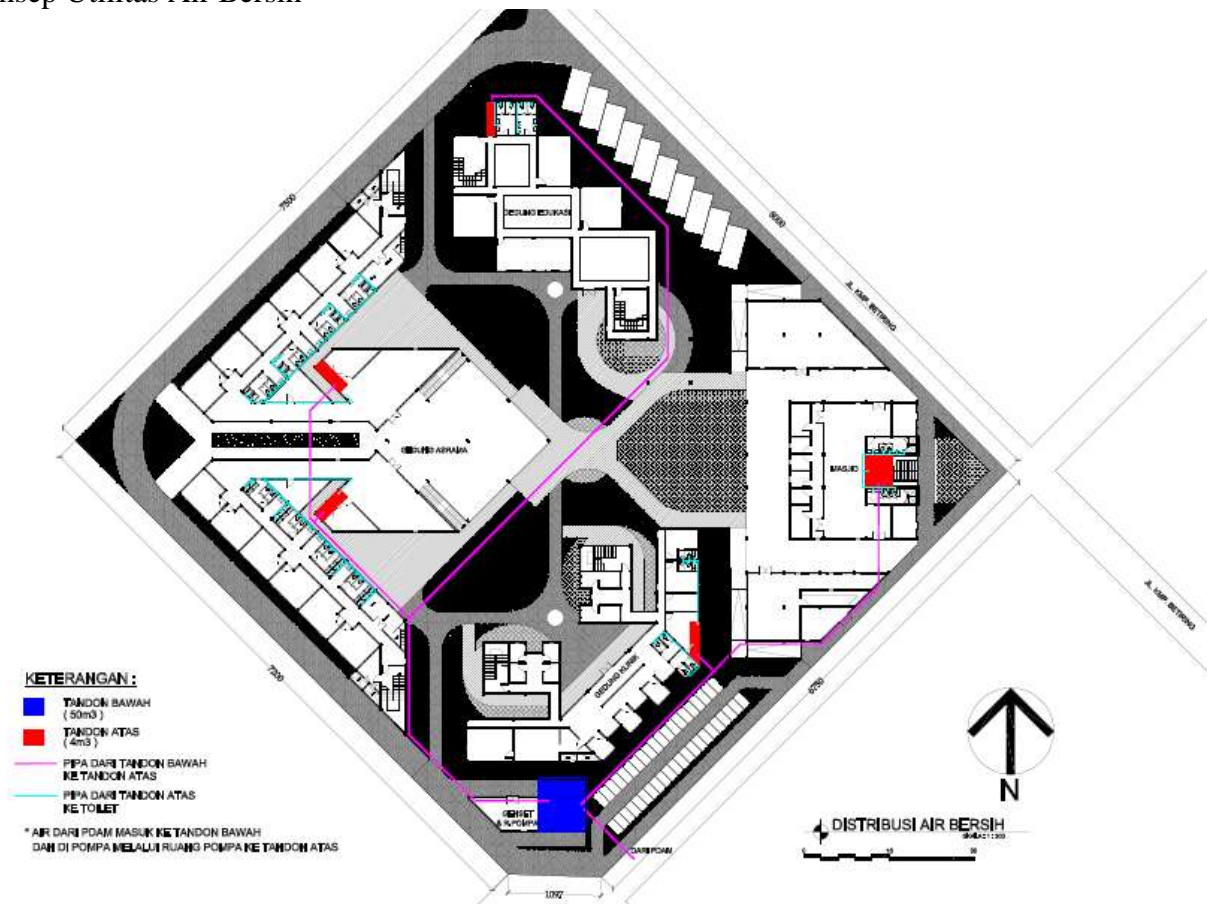 nsep Utilitas Air Bersih
7500
GEDUNG EDUKASI
6000
JL. KMP. BETIRING
GEDUNG ASRAMA
MASJID
JL. KMP. BETIRING
GEDUNG KLINIK
7200
6750
GENSET
& R.POMPA
DARI PDAM
1097
KETERANGAN :
TANDON BAWAH
( 50m3 )
TANDON ATAS
( 4m3 )
PIPA DARI TANDON BAWAH
KE TANDON ATAS
PIPA DARI TANDON ATAS
KE TOILET
* AIR DARI PDAM MASUK KE TANDON BAWAH
DAN DI POMPA MELALUI RUANG POMPA KE TANDON ATAS
N
DISTRIBUSI AIR BERSIH